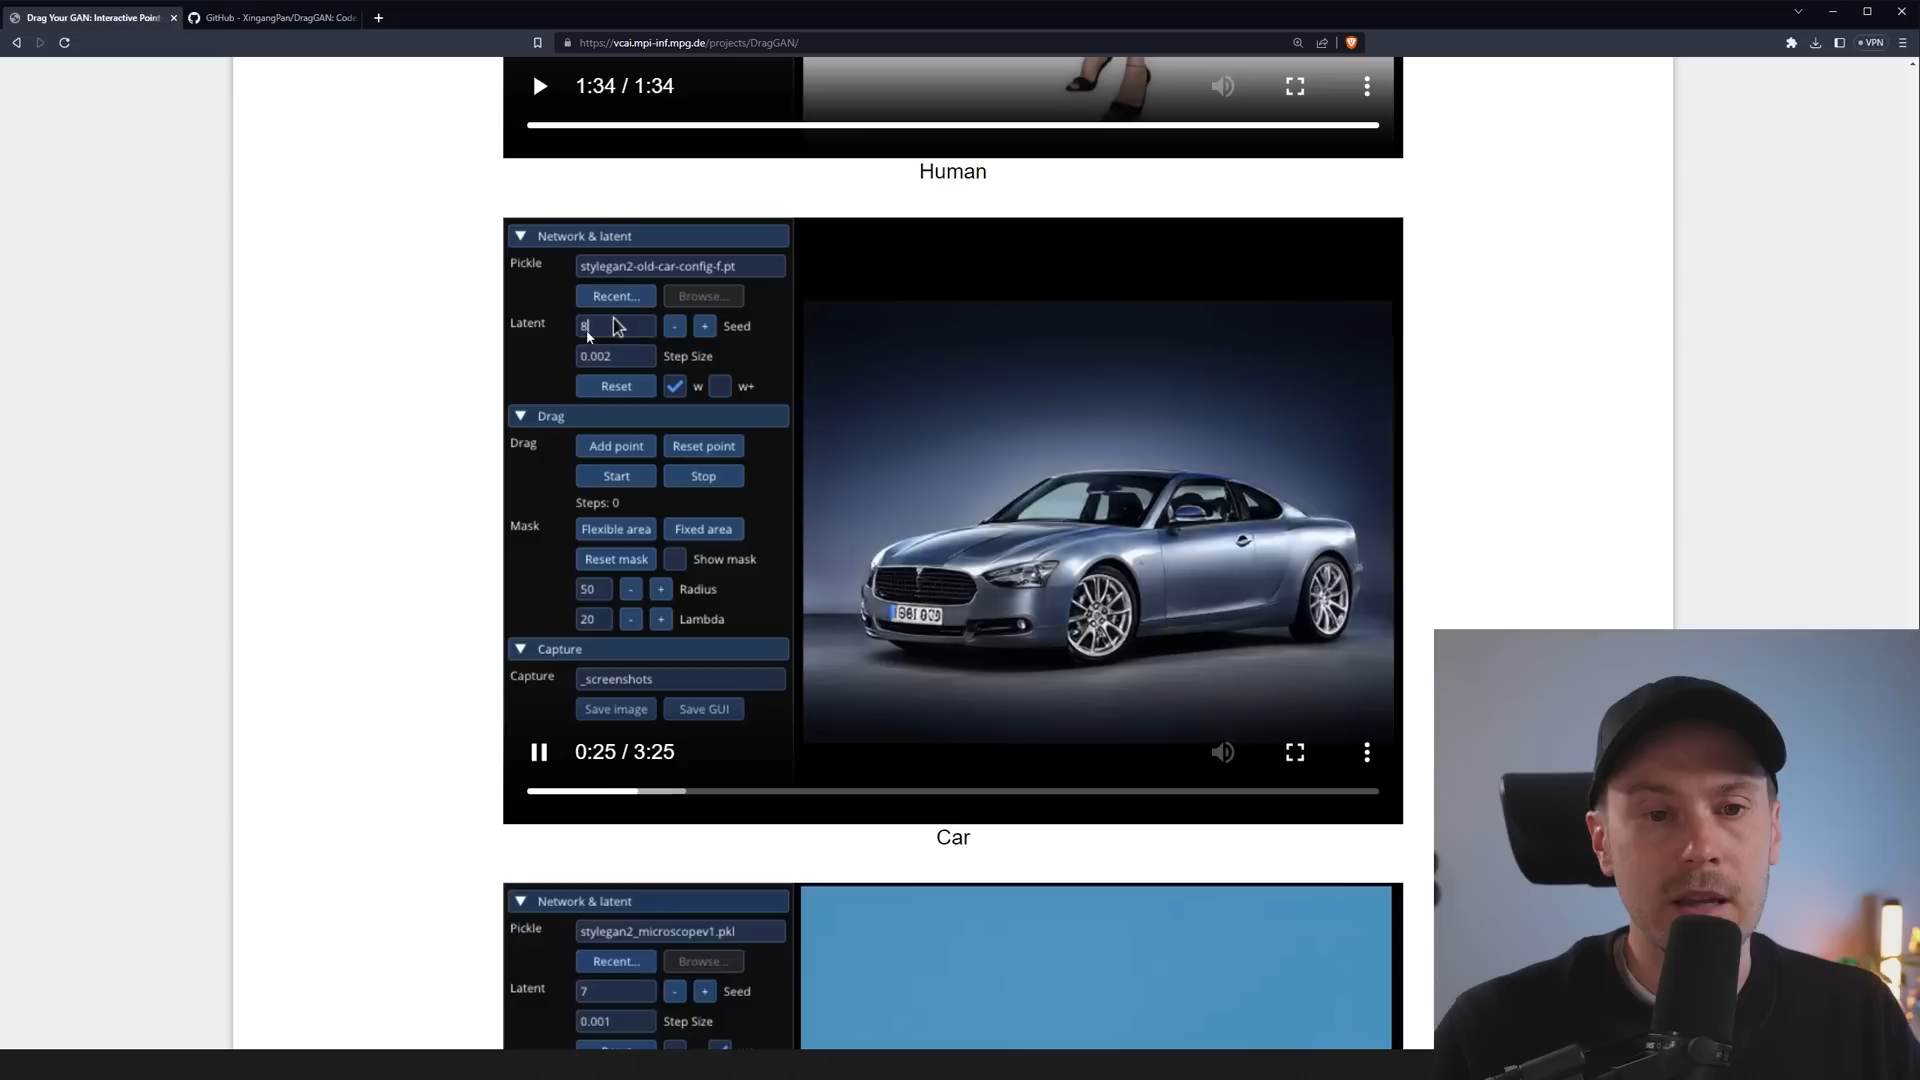 Drag Your GAN: Interactive Point
GitHub - XingangPan/DragGAN: Code
https://vcai.mpi-inf.mpg.de/projects/DragGAN/
VPN
1:34 / 1:34
Human
Network & latent
Pickle stylegan2-old-car-config-f.pt
Recent... Browse...
Latent 8 - + Seed
0.002 Step Size
Reset w w+
Drag
Drag Add point Reset point
Start Stop
Steps: 0
Mask Flexible area Fixed area
Reset mask Show mask
50 - + Radius
20 - + Lambda
Capture
Capture _screenshots
Save image Save GUI
0:25 / 3:25
Car
Network & latent
Pickle stylegan2_microscopev1.pkl
Recent... Browse...
Latent 7 - + Seed
0.001 Step Size